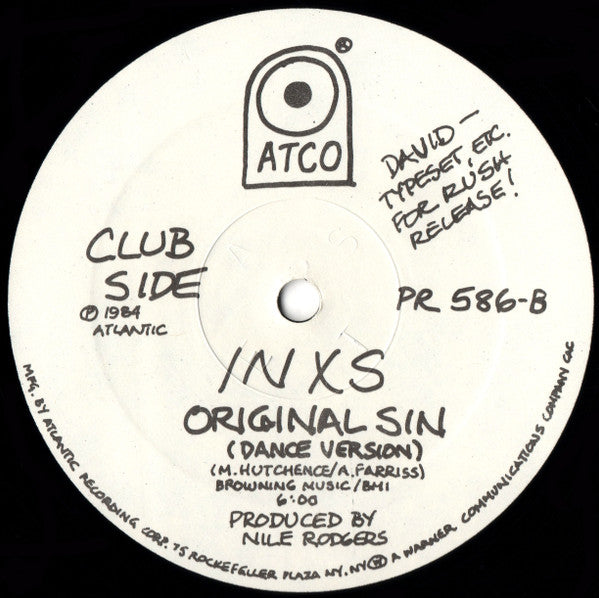 ATCO
®
DAVID —
TYPESET, ETC.
FOR RUSH
RELEASE!
CLUB
SIDE
℗ 1984
ATLANTIC
PR 586-B
INXS
ORIGINAL SIN
(DANCE VERSION)
(M. HUTCHENCE/A. FARRISS)
BROWNING MUSIC/BMI
6:00
PRODUCED BY
NILE RODGERS
MFG. BY ATLANTIC RECORDING CORP. 75 ROCKEFELLER PLAZA NY. NY Ⓦ A WARNER COMMUNICATIONS COMPANY